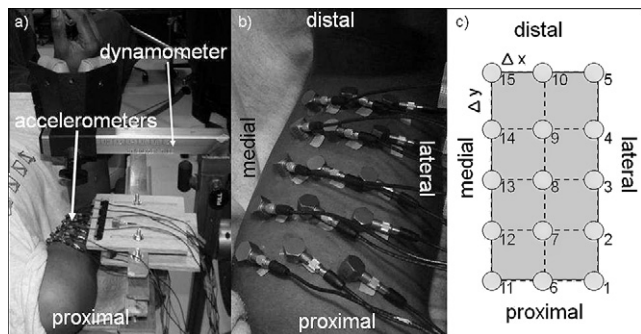 a)
dynamometer
accelerometers
proximal
b)
distal
medial
lateral
proximal
c)
distal
Δ x
Δ y
medial
lateral
15 10 5
14 9 4
13 8 3
12 7 2
11 6 1
proximal